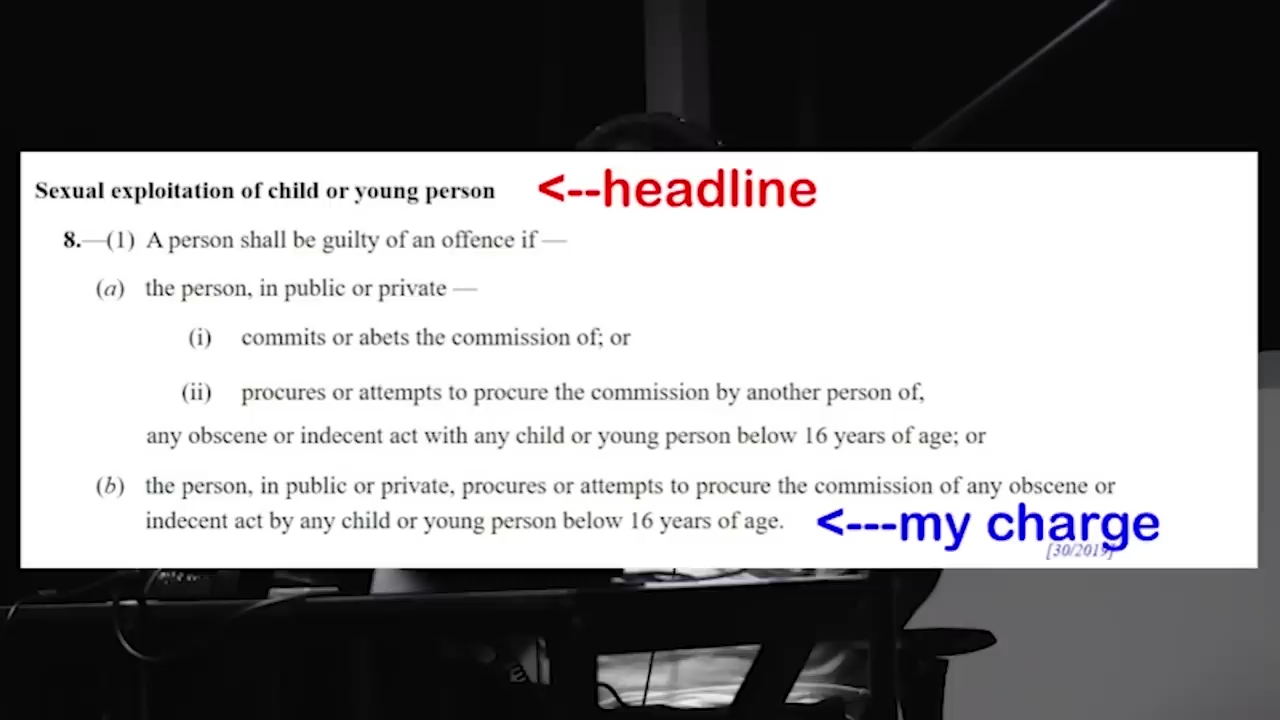 Sexual exploitation of child or young person <--headline
8.—(1) A person shall be guilty of an offence if —
(a) the person, in public or private —
(i) commits or abets the commission of; or
(ii) procures or attempts to procure the commission by another person of,
any obscene or indecent act with any child or young person below 16 years of age; or
(b) the person, in public or private, procures or attempts to procure the commission of any obscene or
indecent act by any child or young person below 16 years of age. <---my charge
[30/2019]